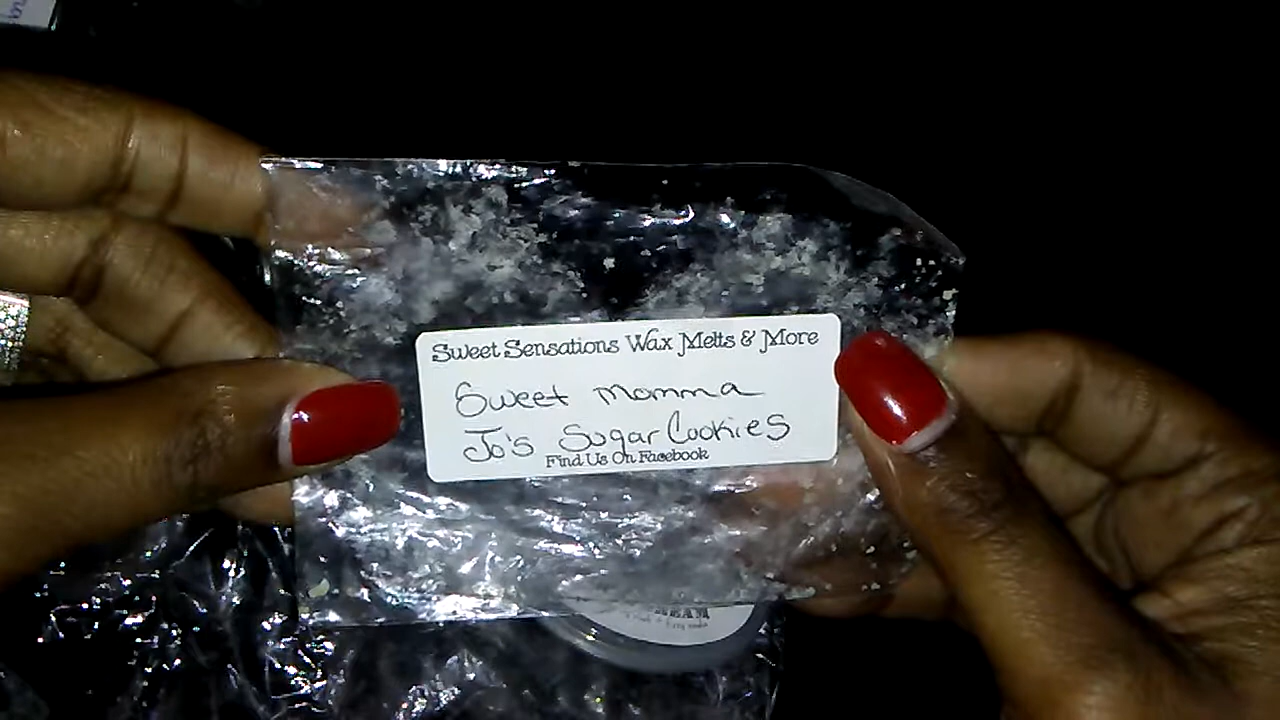 Sweet Sensations Wax Melts & More
Sweet Momma
Jo's Sugar Cookies
Find Us On Facebook